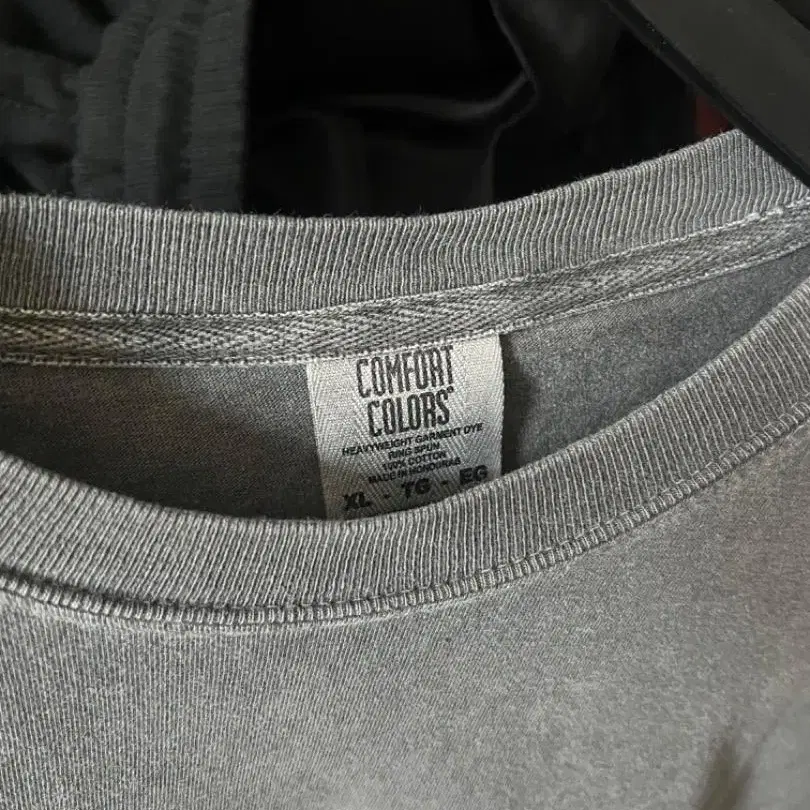 COMFORT
COLORS®
HEAVYWEIGHT GARMENT DYE
RING SPUN
100% COTTON
MADE IN HONDURAS
XL - TG - EG